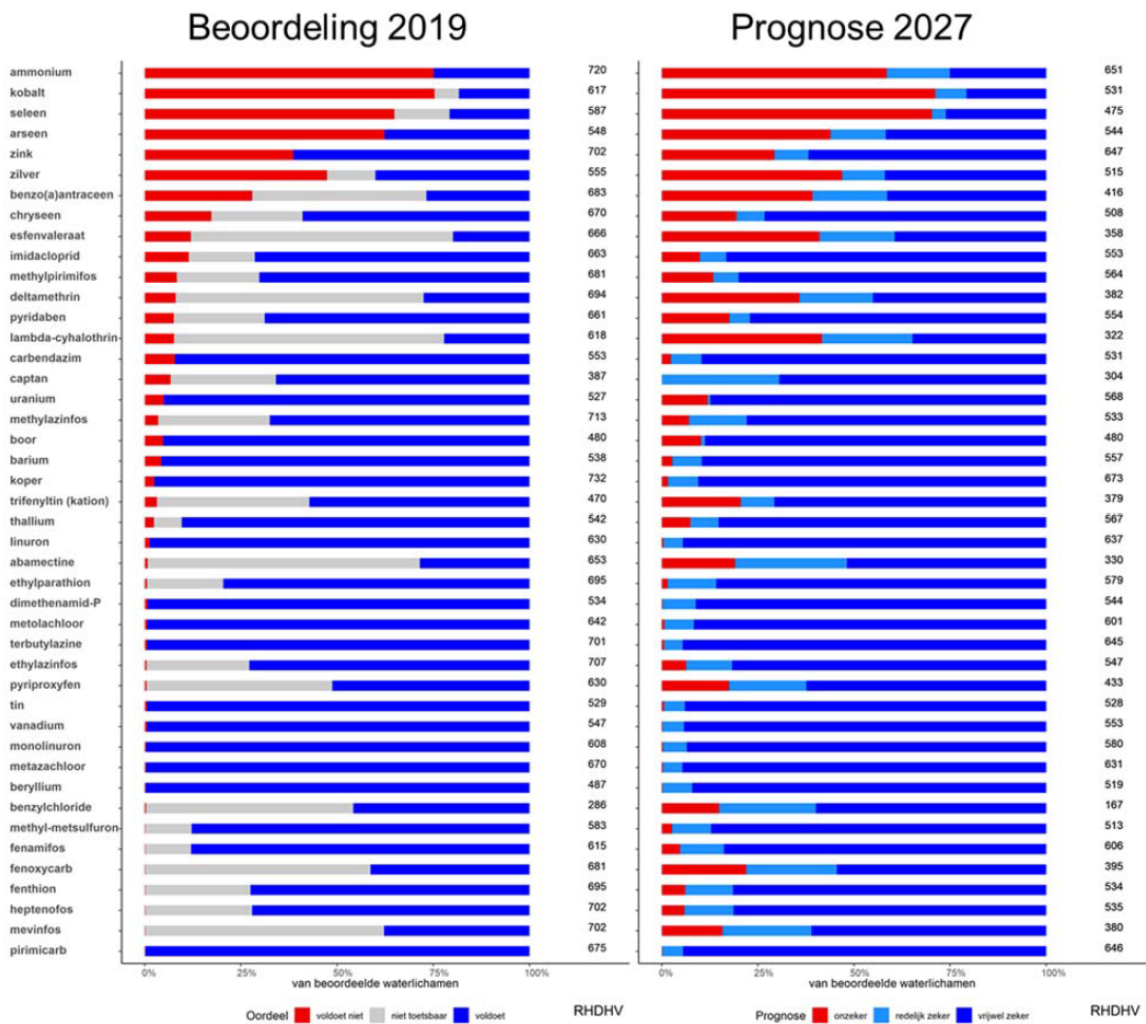 Beoordeling 2019 Prognose 2027
ammonium 720 651
kobalt 617 531
seleen 587 475
arseen 548 544
zink 702 647
zilver 555 515
benzo(a)antraceen 683 416
chryseen 670 508
esfenvaleraat 666 358
imidacloprid 663 553
methylpirimifos 681 564
deltamethrin 694 382
pyridaben 661 554
lambda-cyhalothrin 618 322
carbendazim 553 531
captan 387 304
uranium 527 568
methylazinfos 713 533
boor 480 480
barium 538 557
koper 732 673
trifenyltin (kation) 470 379
thallium 542 567
linuron 630 637
abamectine 653 330
ethylparathion 695 579
dimethenamid-P 534 544
metolachloor 642 601
terbutylazine 701 645
ethylazinfos 707 547
pyriproxyfen 630 433
tin 529 528
vanadium 547 553
monolinuron 608 580
metazachloor 670 631
beryllium 487 519
benzylchloride 286 167
methyl-metsulfuron 583 513
fenamifos 615 606
fenoxycarb 681 395
fenthion 695 534
heptenofos 702 535
mevinfos 702 380
pirimicarb 675 646
0% 25% 50% 75% 100% 0% 25% 50% 75% 100%
van beoordeelde waterlichamen van beoordeelde waterlichamen
Oordeel voldoet niet niet toetsbaar voldoet RHDHV Prognose onzeker redelijk zeker vrijwel zeker RHDHV